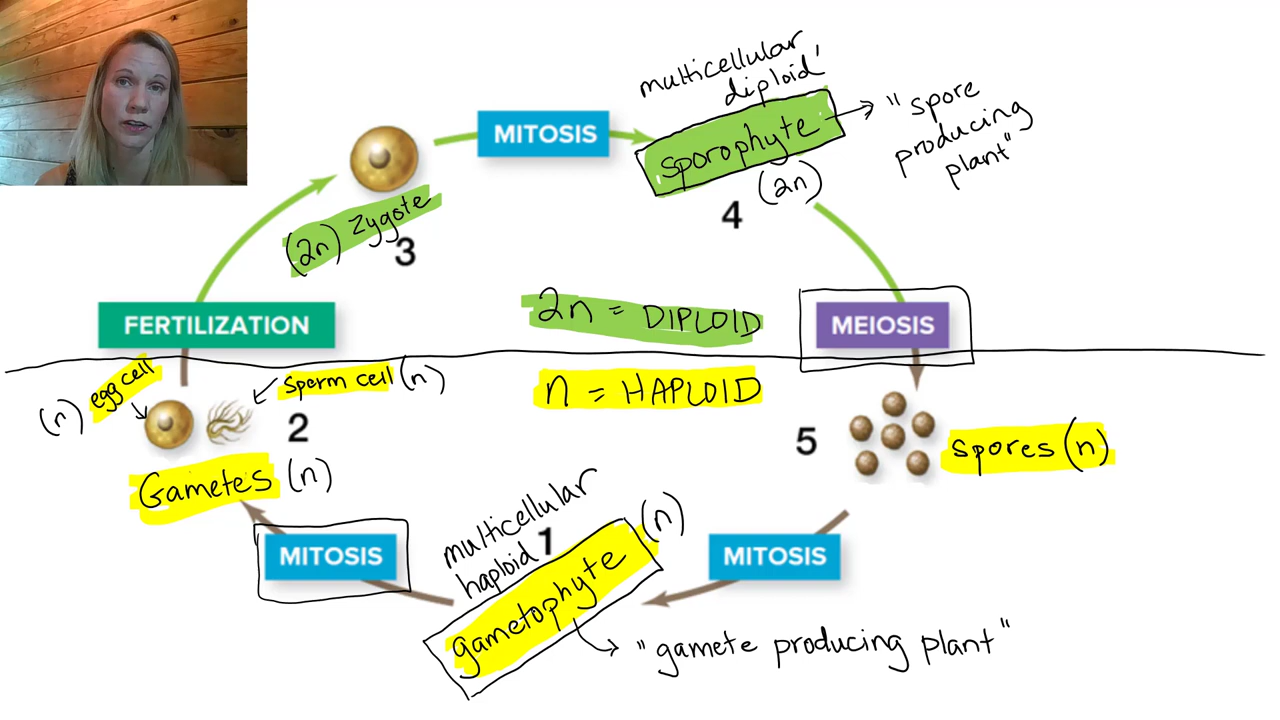 multicellular
diploid
MITOSIS
sporophyte
(2n)
4
→ "spore
producing
plant"
(2n) Zygote
3
FERTILIZATION
2n = DIPLOID
MEIOSIS
n = HAPLOID
(n) egg cell
sperm cell (n)
2
Gametes (n)
5
spores (n)
MITOSIS
multicellular
haploid
1
gametophyte
(n)
MITOSIS
"gamete producing plant"